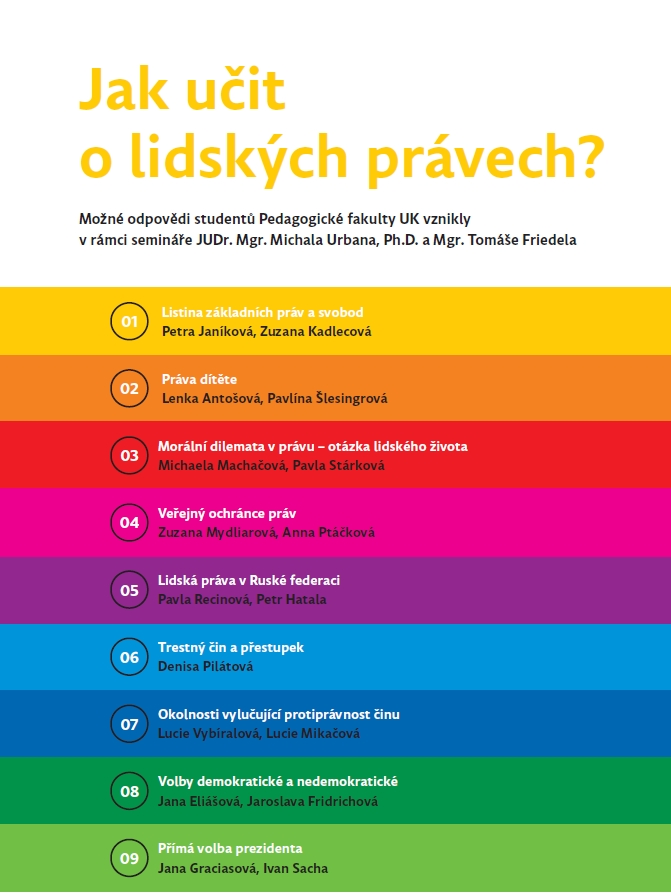 Jak učit
o lidských právech?
Možné odpovědi studentů Pedagogické fakulty UK vznikly
v rámci semináře JUDr. Mgr. Michala Urbana, Ph.D. a Mgr. Tomáše Friedela
01
Listina základních práv a svobod
Petra Janíková, Zuzana Kadlecová
02
Práva dítěte
Lenka Antošová, Pavlína Šlesingrová
03
Morální dilemata v právu – otázka lidského života
Michaela Machačová, Pavla Stárková
04
Veřejný ochránce práv
Zuzana Mydliarová, Anna Ptáčková
05
Lidská práva v Ruské federaci
Pavla Recinová, Petr Hatala
06
Trestný čin a přestupek
Denisa Pilátová
07
Okolnosti vylučující protiprávnost činu
Lucie Vybiralová, Lucie Mikačová
08
Volby demokratické a nedemokratické
Jana Eliášová, Jaroslava Fridrichová
09
Přímá volba prezidenta
Jana Graciasová, Ivan Sacha